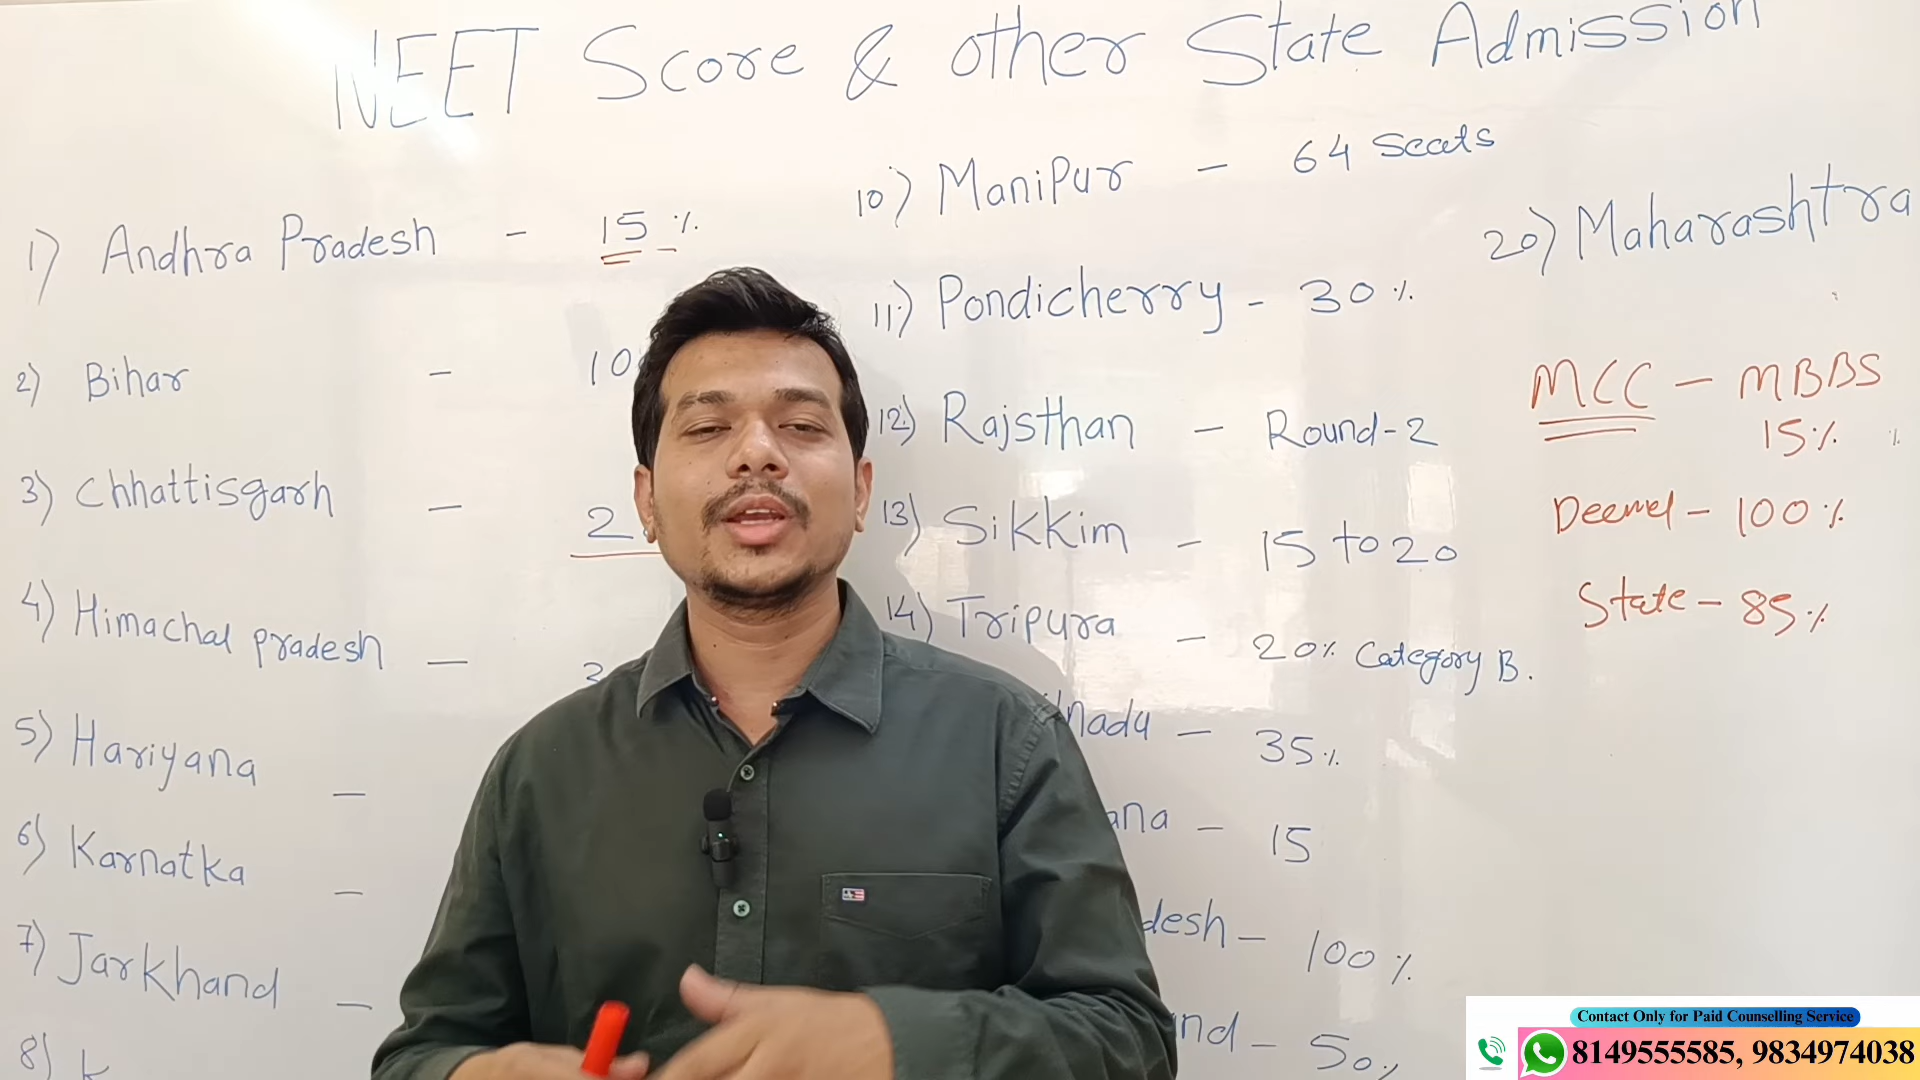 NEET Score & other State Admission
1) Andhra Pradesh - 15%
2) Bihar - 10
3) Chhattisgarh - 2
4) Himachal pradesh -
5) Hariyana -
6) Karnatka -
7) Jarkhand -
8) K
10) Manipur - 64 Seats
11) Pondicherry - 30%
12) Rajsthan - Round-2
13) Sikkim - 15 to 20
14) Tripura - 20% Category B.
nadu - 35%
ana - 15
desh - 100%
nd - 50%
20) Maharashtra
MCC - MBBS
15%
Deemed - 100%
State - 85%
Contact Only for Paid Counselling Service
8149555585, 9834974038